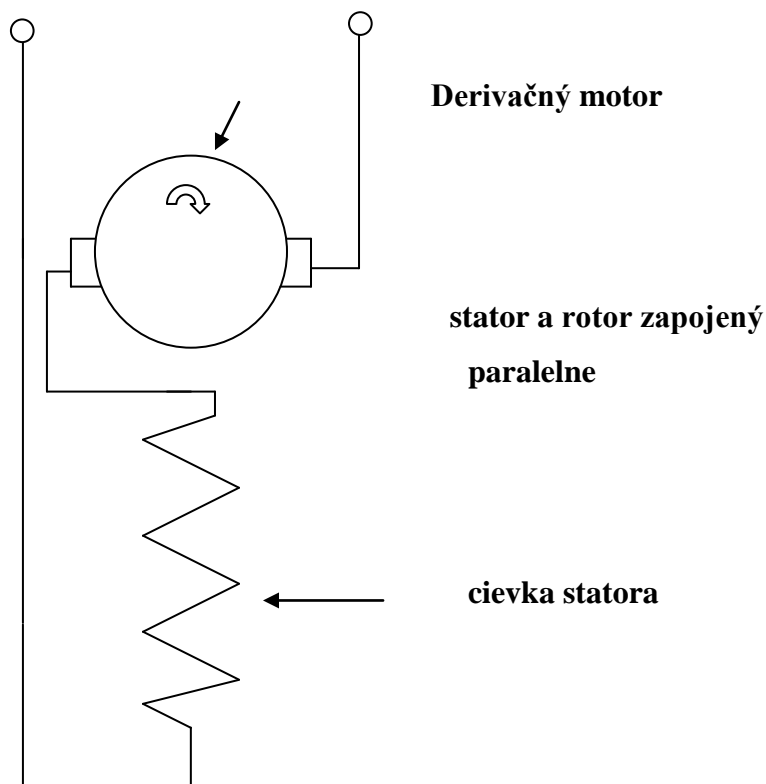 Derivačný motor
stator a rotor zapojený
paralelne
cievka statora